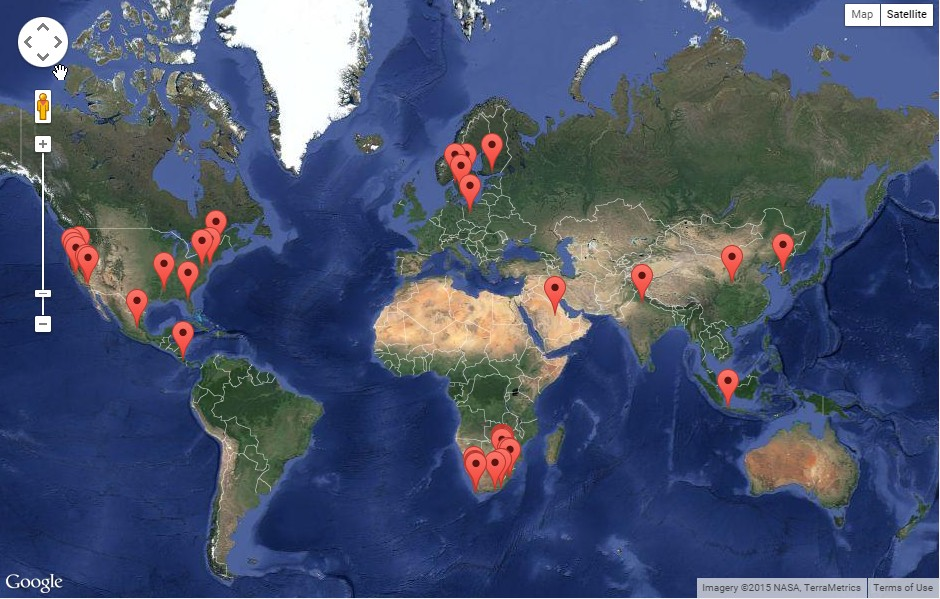 Map
Satellite
Google
Imagery ©2015 NASA, TerraMetrics
Terms of Use